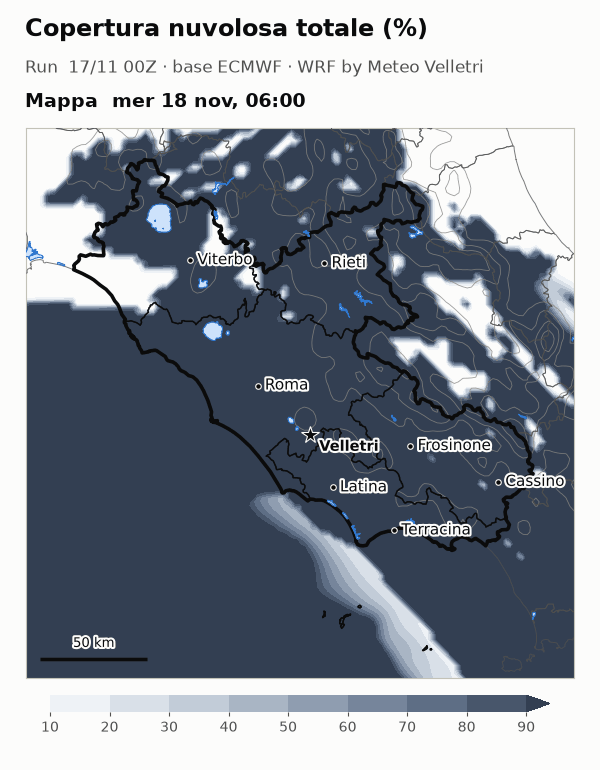 Copertura nuvolosa totale (%)
Run  17/11 00Z · base ECMWF · WRF by Meteo Velletri
Mappa  mer 18 nov, 06:00
Viterbo
Rieti
Roma
Velletri
Frosinone
Latina
Cassino
Terracina
50 km
10 20 30 40 50 60 70 80 90